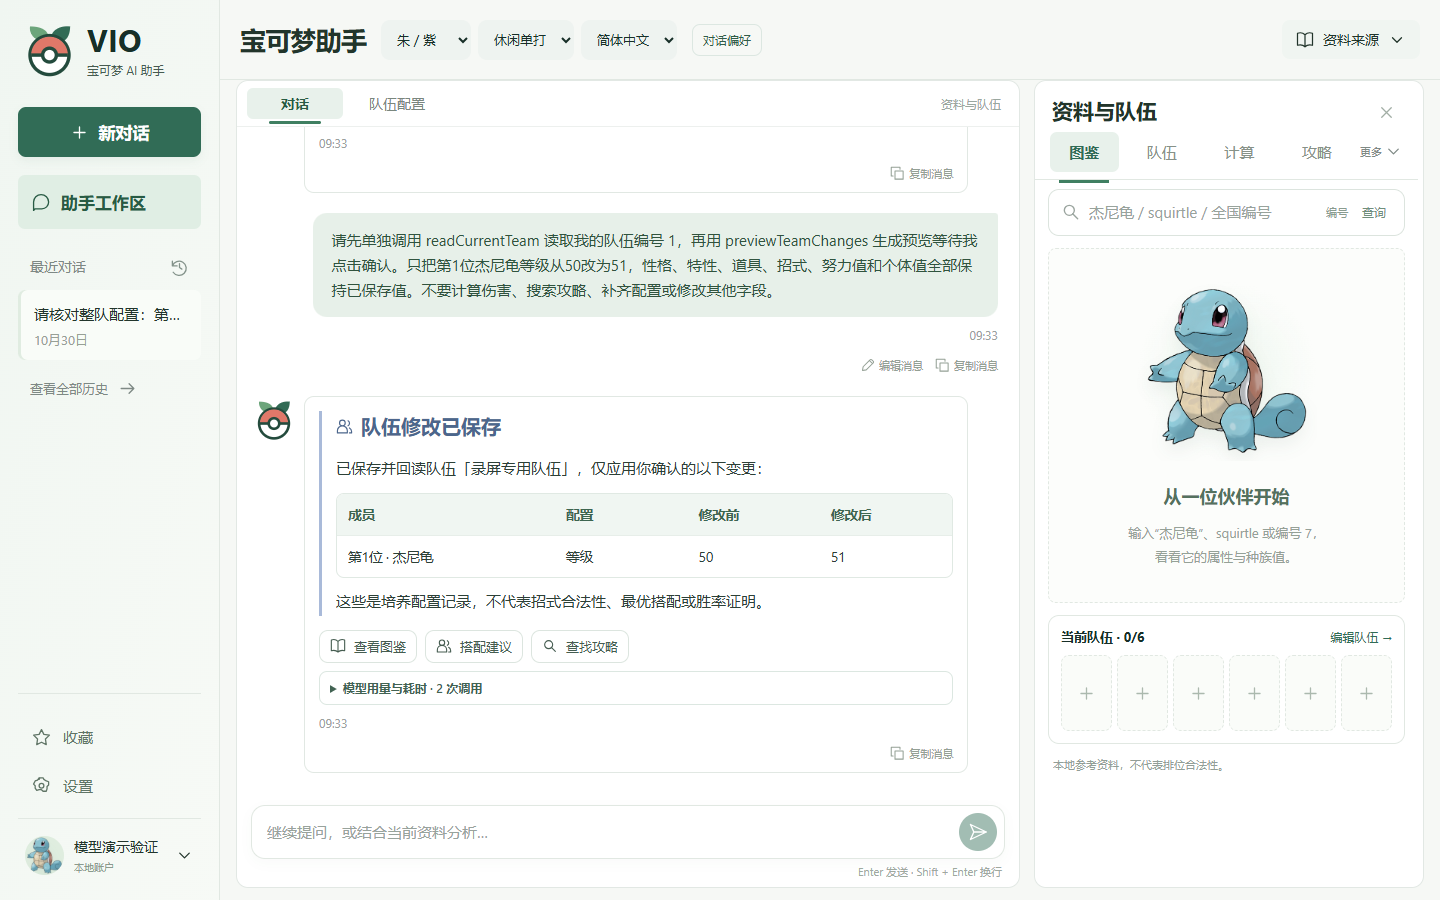 VIO
宝可梦 AI 助手
新对话
助手工作区
最近对话
请核对整队配置：第...
10月30日
查看全部历史
收藏
设置
模型演示验证
本地账户
宝可梦助手
朱 / 紫
休闲单打
简体中文
对话偏好
资料来源
对话
队伍配置
资料与队伍
09:33
复制消息
请先单独调用 readCurrentTeam 读取我的队伍编号 1，再用 previewTeamChanges 生成预览等待我
点击确认。只把第1位杰尼龟等级从50改为51，性格、特性、道具、招式、努力值和个体值全部保
持已保存值。不要计算伤害、搜索攻略、补齐配置或修改其他字段。
09:33
编辑消息 复制消息
队伍修改已保存
已保存并回读队伍「录屏专用队伍」，仅应用你确认的以下变更：
成员 配置 修改前 修改后
第1位 · 杰尼龟 等级 50 51
这些是培养配置记录，不代表招式合法性、最优搭配或胜率证明。
查看图鉴 搭配建议 查找攻略
模型用量与耗时 · 2 次调用
09:33
复制消息
继续提问，或结合当前资料分析...
Enter 发送 · Shift + Enter 换行
资料与队伍
图鉴 队伍 计算 攻略 更多
杰尼龟 / squirtle / 全国编号 编号 查询
从一位伙伴开始
输入“杰尼龟”、squirtle 或编号 7，
看看它的属性与种族值。
当前队伍 · 0/6 编辑队伍 →
本地参考资料，不代表排位合法性。